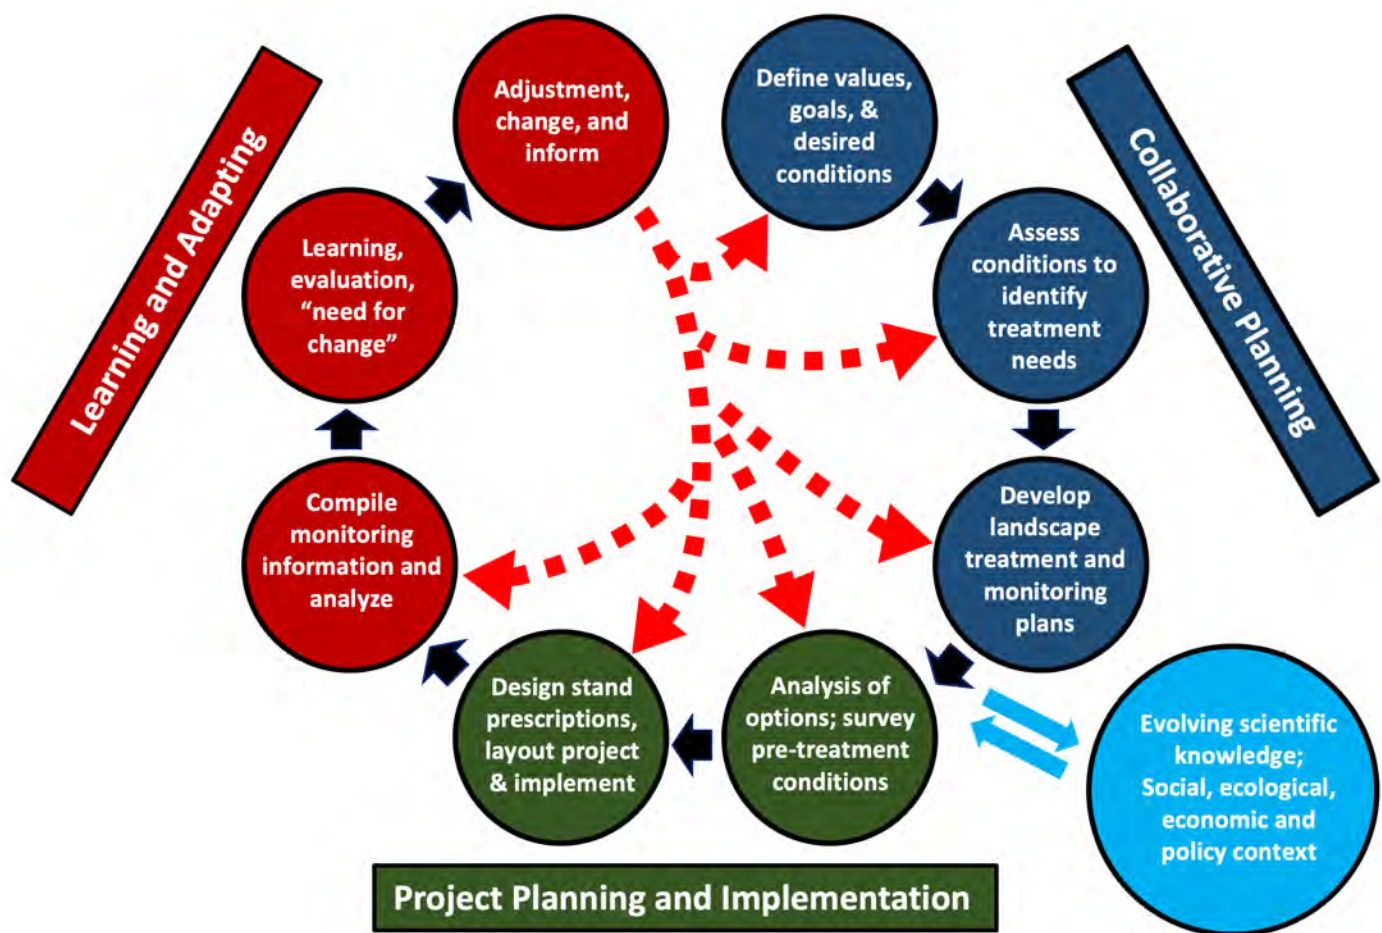 Learning and Adapting
Adjustment,
change, and
inform
Define values,
goals, &
desired
conditions
Collaborative Planning
Learning,
evaluation,
“need for
change”
Assess
conditions to
identify
treatment
needs
Compile
monitoring
information and
analyze
Develop
landscape
treatment and
monitoring
plans
Design stand
prescriptions,
layout project
& implement
Analysis of
options; survey
pre-treatment
conditions
Evolving scientific
knowledge;
Social, ecological,
economic and
policy context
Project Planning and Implementation